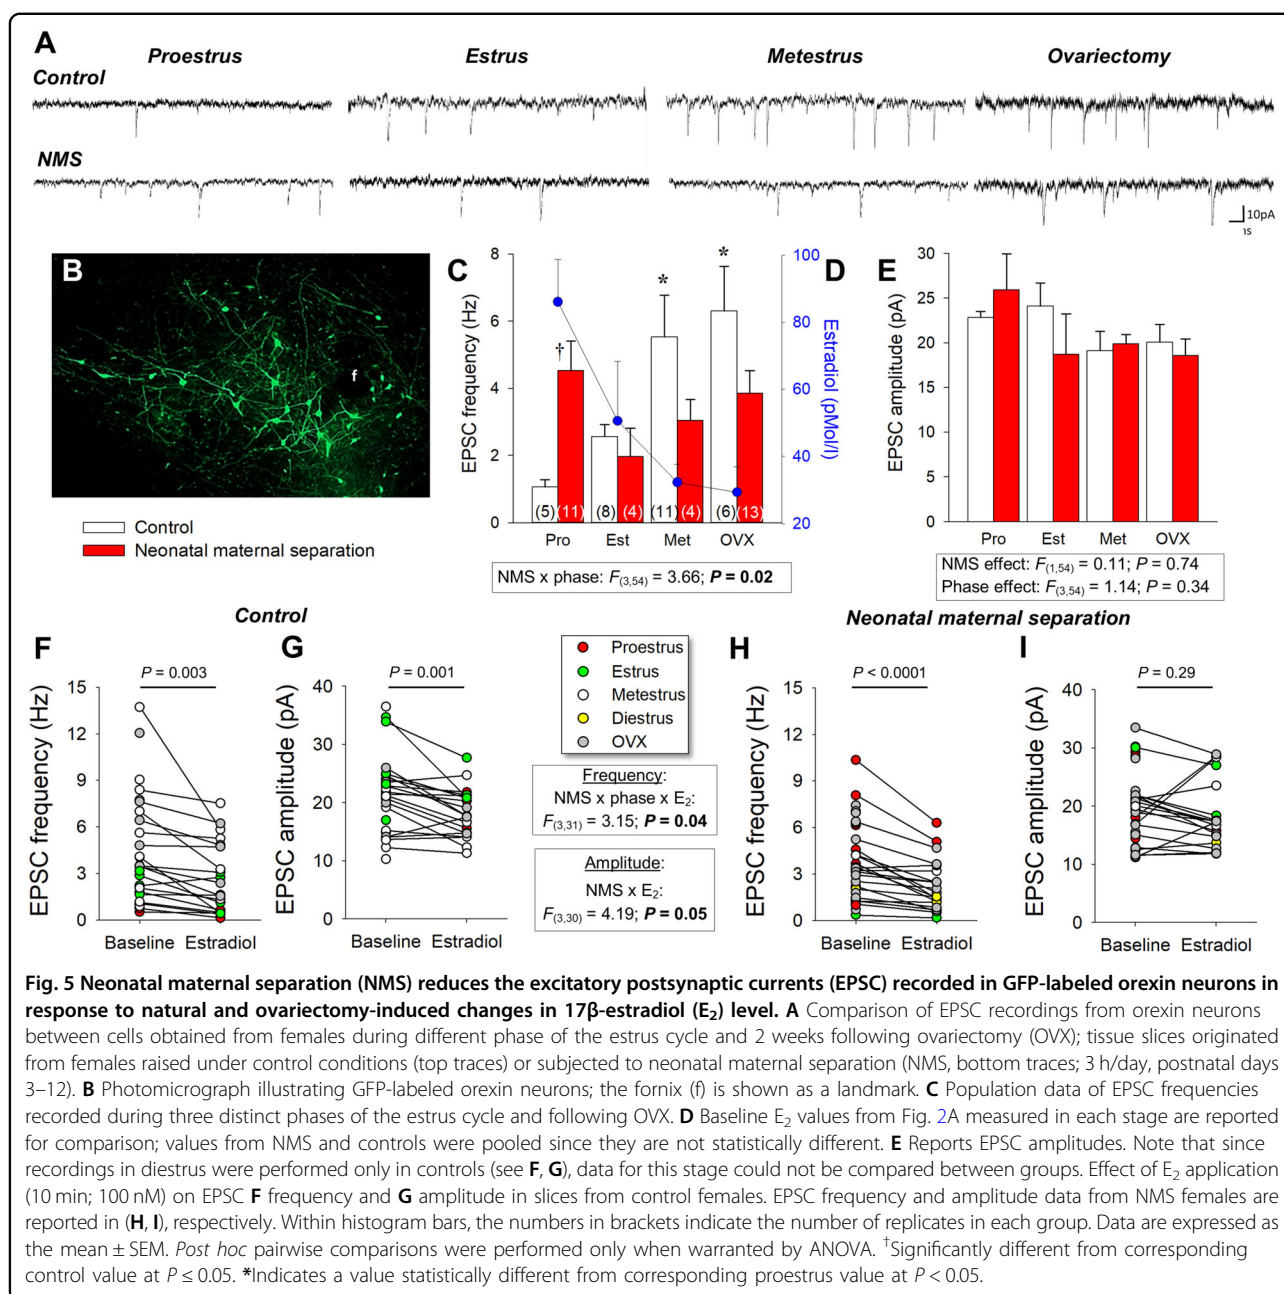 A
Proestrus Estrus Metestrus Ovariectomy
Control
NMS
10pA
ns
B
f
Control
Neonatal maternal separation
C
EPSC frequency (Hz)
8
6
4
2
0
* *
†
(5) (11) (8) (4) (11) (4) (6) (13)
Pro Est Met OVX
100
80
60
40
20
Estradiol (pMol/l)
D
NMS x phase: F(3,54) = 3.66; P = 0.02
E
EPSC amplitude (pA)
30
25
20
15
10
5
0
Pro Est Met OVX
NMS effect: F(1,54) = 0.11; P = 0.74
Phase effect: F(3,54) = 1.14; P = 0.34
Control
Neonatal maternal separation
F
P = 0.003
EPSC frequency (Hz)
15
12
9
6
3
0
Baseline Estradiol
G
P = 0.001
EPSC amplitude (pA)
40
30
20
10
0
Baseline Estradiol
Proestrus
Estrus
Metestrus
Diestrus
OVX
Frequency:
NMS x phase x E2:
F(3,31) = 3.15; P = 0.04
Amplitude:
NMS x E2:
F(3,30) = 4.19; P = 0.05
H
P < 0.0001
EPSC frequency (Hz)
15
12
9
6
3
0
Baseline Estradiol
I
P = 0.29
EPSC amplitude (pA)
40
30
20
10
0
Baseline Estradiol
Fig. 5 Neonatal maternal separation (NMS) reduces the excitatory postsynaptic currents (EPSC) recorded in GFP-labeled orexin neurons in
response to natural and ovariectomy-induced changes in 17β-estradiol (E2) level. A Comparison of EPSC recordings from orexin neurons
between cells obtained from females during different phase of the estrus cycle and 2 weeks following ovariectomy (OVX); tissue slices originated
from females raised under control conditions (top traces) or subjected to neonatal maternal separation (NMS, bottom traces; 3 h/day, postnatal days
3–12). B Photomicrograph illustrating GFP-labeled orexin neurons; the fornix (f) is shown as a landmark. C Population data of EPSC frequencies
recorded during three distinct phases of the estrus cycle and following OVX. D Baseline E2 values from Fig. 2A measured in each stage are reported
for comparison; values from NMS and controls were pooled since they are not statistically different. E Reports EPSC amplitudes. Note that since
recordings in diestrus were performed only in controls (see F, G), data for this stage could not be compared between groups. Effect of E2 application
(10 min; 100 nM) on EPSC F frequency and G amplitude in slices from control females. EPSC frequency and amplitude data from NMS females are
reported in (H, I), respectively. Within histogram bars, the numbers in brackets indicate the number of replicates in each group. Data are expressed as
the mean ± SEM. Post hoc pairwise comparisons were performed only when warranted by ANOVA. †Significantly different from corresponding
control value at P ≤ 0.05. *Indicates a value statistically different from corresponding proestrus value at P < 0.05.